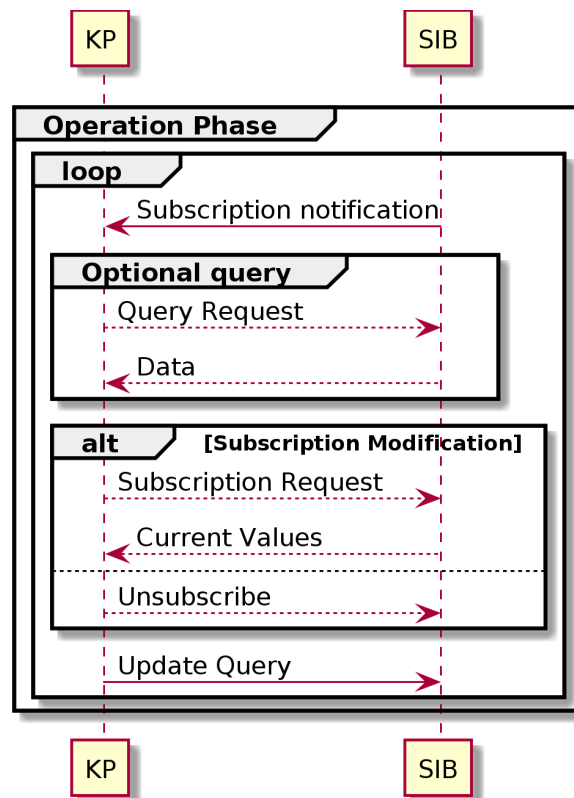 KP SIB
Operation Phase
loop
Subscription notification
Optional query
Query Request
Data
alt [Subscription Modification]
Subscription Request
Current Values
Unsubscribe
Update Query
KP SIB